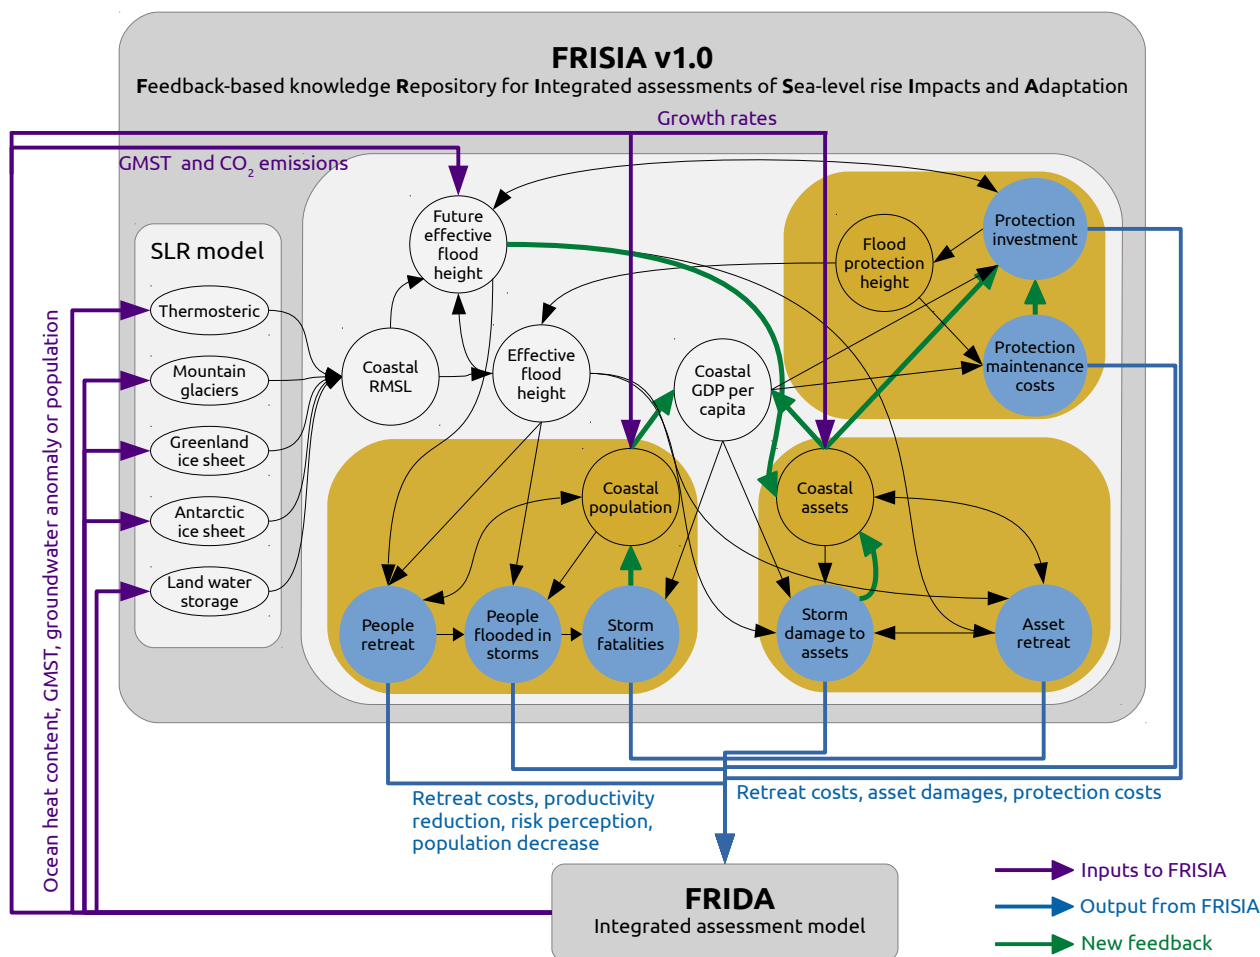 FRISIA v1.0
Feedback-based knowledge Repository for Integrated assessments of Sea-level rise Impacts and Adaptation
Growth rates
GMST and CO2 emissions
SLR model
Thermosteric
Mountain
glaciers
Greenland
ice sheet
Antarctic
ice sheet
Land water
storage
Ocean heat content, GMST, groundwater anomaly or population
Future
effective
flood
height
Coastal
RMSL
Effective
flood
height
Coastal
GDP per
capita
Flood
protection
height
Protection
investment
Protection
maintenance
costs
Coastal
population
People
retreat
People
flooded in
storms
Storm
fatalities
Coastal
assets
Storm
damage to
assets
Asset
retreat
Retreat costs, productivity
reduction, risk perception,
population decrease
Retreat costs, asset damages, protection costs
FRIDA
Integrated assessment model
Inputs to FRISIA
Output from FRISIA
New feedback